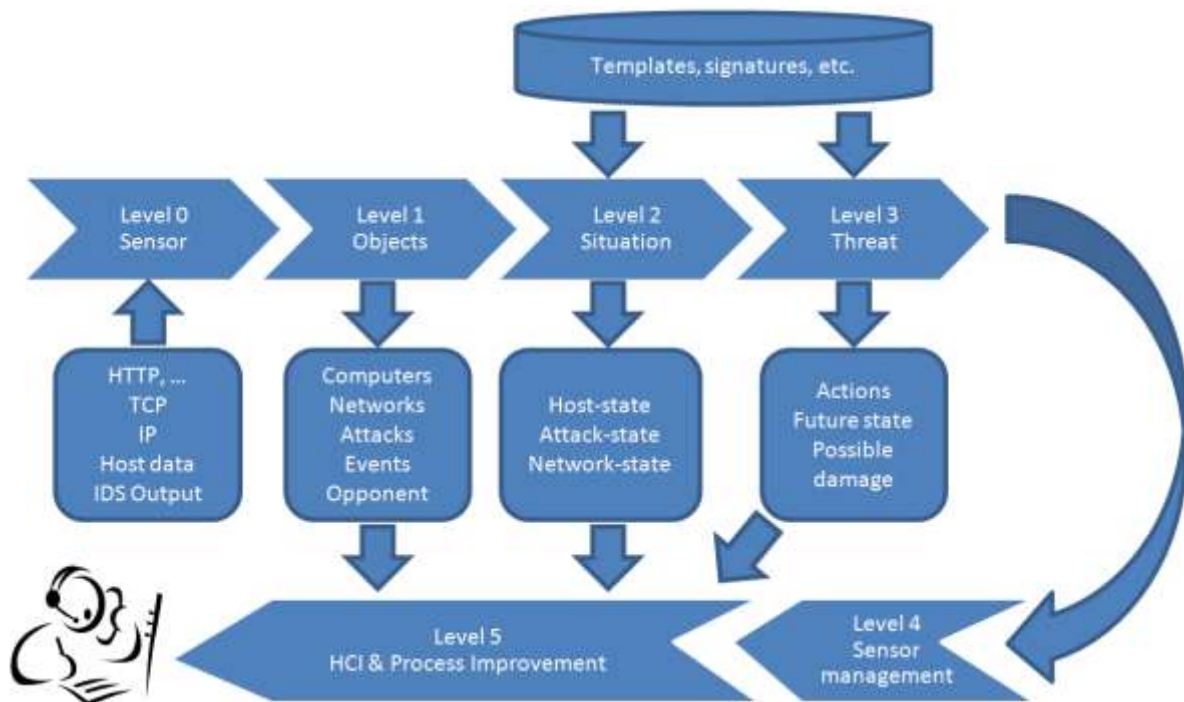 Templates, signatures, etc.
Level 0
Sensor
Level 1
Objects
Level 2
Situation
Level 3
Threat
HTTP, ...
TCP
IP
Host data
IDS Output
Computers
Networks
Attacks
Events
Opponent
Host-state
Attack-state
Network-state
Actions
Future state
Possible
damage
Level 5
HCI & Process Improvement
Level 4
Sensor
management